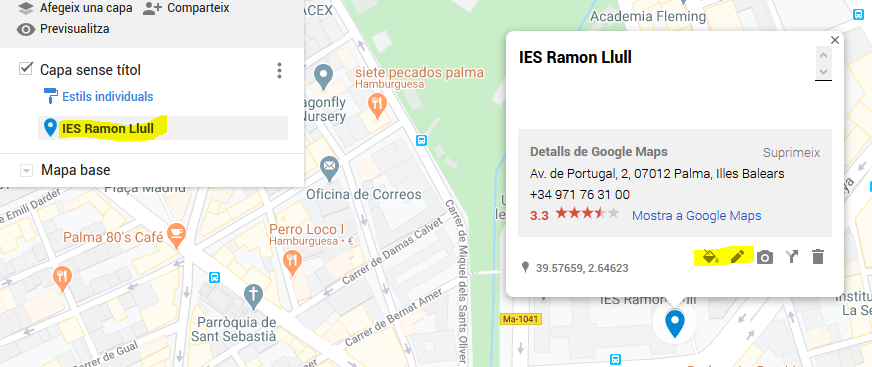 Afegeix una capa
Comparteix
Previsualitza
Capa sense títol
Estils individuals
IES Ramon Llull
Mapa base
ACEX
siete pecados palma
Hamburguesa
agonfly
Nursery
Oficina de Correos
Plaça Madrid
Emili Darder
Palma 80's Café
Perro Loco I
Hamburguesa • €
Carrer de Damas Calvet
Carrer de Miquel dels Sants Oliver
Carrer de Bernat Amer
Parròquia de
Sant Sebastià
Carrer de Gual
Academia Fleming
IES Ramon Llull
Detalls de Google Maps
Suprimeix
Av. de Portugal, 2, 07012 Palma, Illes Balears
+34 971 76 31 00
3.3
Mostra a Google Maps
39.57659, 2.64623
IES Ramon Llull
Ma-1041
Instit
La Se